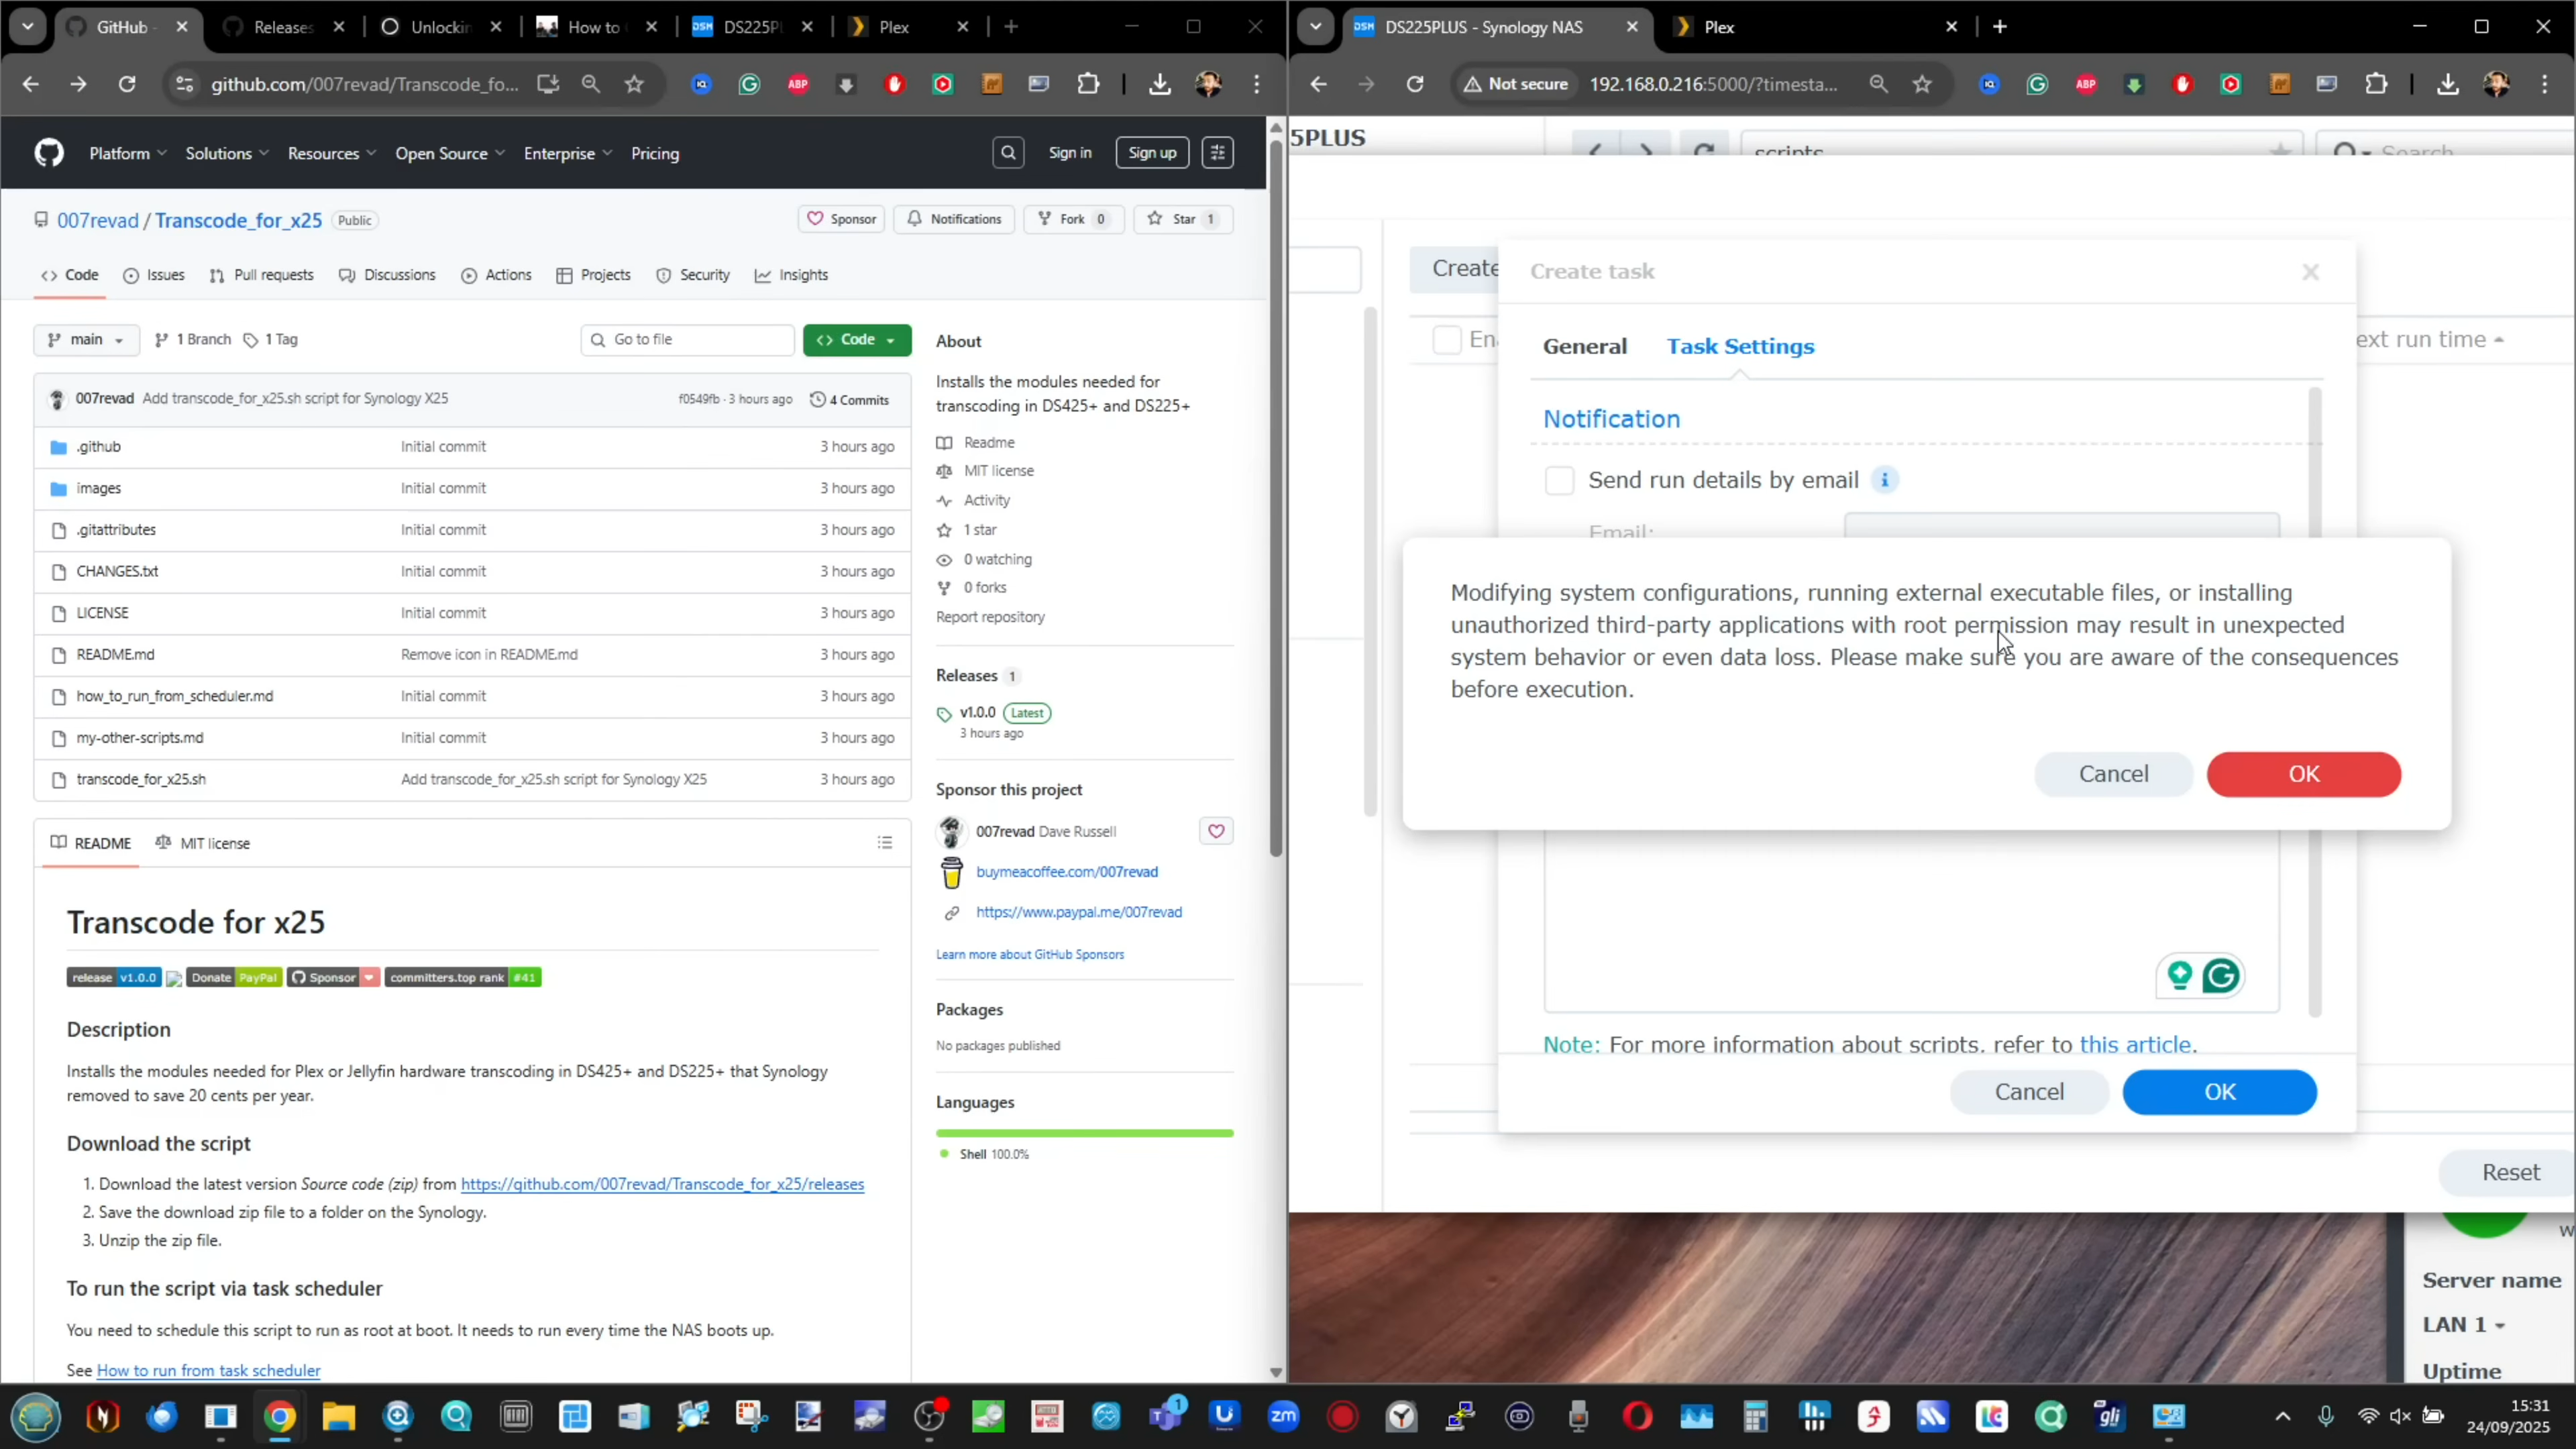 GitHub -
Releases
Unlockin
How to
DS225Pl
Plex
github.com/007revad/Transcode_fo...
ABP
Platform
Solutions
Resources
Open Source
Enterprise
Pricing
Sign in
Sign up
007revad / Transcode_for_x25
Public
Sponsor
Notifications
Fork 0
Star 1
Code
Issues
Pull requests
Discussions
Actions
Projects
Security
Insights
main
1 Branch
1 Tag
Go to file
Code
007revad Add transcode_for_x25.sh script for Synology X25
f0549fb · 3 hours ago
4 Commits
.github
Initial commit
3 hours ago
images
Initial commit
3 hours ago
.gitattributes
Initial commit
3 hours ago
CHANGES.txt
Initial commit
3 hours ago
LICENSE
Initial commit
3 hours ago
README.md
Remove icon in README.md
3 hours ago
how_to_run_from_scheduler.md
Initial commit
3 hours ago
my-other-scripts.md
Initial commit
3 hours ago
transcode_for_x25.sh
Add transcode_for_x25.sh script for Synology X25
3 hours ago
README
MIT license
Transcode for x25
release v1.0.0
Donate PayPal
Sponsor
committers.top rank #41
Description
Installs the modules needed for Plex or Jellyfin hardware transcoding in DS425+ and DS225+ that Synology
removed to save 20 cents per year.
Download the script
1. Download the latest version Source code (zip) from https://github.com/007revad/Transcode_for_x25/releases
2. Save the download zip file to a folder on the Synology.
3. Unzip the zip file.
To run the script via task scheduler
You need to schedule this script to run as root at boot. It needs to run every time the NAS boots up.
See How to run from task scheduler
About
Installs the modules needed for
transcoding in DS425+ and DS225+
Readme
MIT license
Activity
1 star
0 watching
0 forks
Report repository
Releases 1
v1.0.0 Latest
3 hours ago
Sponsor this project
007revad Dave Russell
buymeacoffee.com/007revad
https://www.paypal.me/007revad
Learn more about GitHub Sponsors
Packages
No packages published
Languages
Shell 100.0%
DSM
DS225PLUS - Synology NAS
Plex
Not secure
192.168.0.216:5000/?timesta...
ABP
5PLUS
scripts
Search
Create
Create task
En
ext run time
General
Task Settings
Notification
Send run details by email
Email:
Modifying system configurations, running external executable files, or installing
unauthorized third-party applications with root permission may result in unexpected
system behavior or even data loss. Please make sure you are aware of the consequences
before execution.
Cancel
OK
Note: For more information about scripts, refer to this article.
Cancel
OK
Reset
Server name
LAN 1
Uptime
zm
gli
15:31
24/09/2025